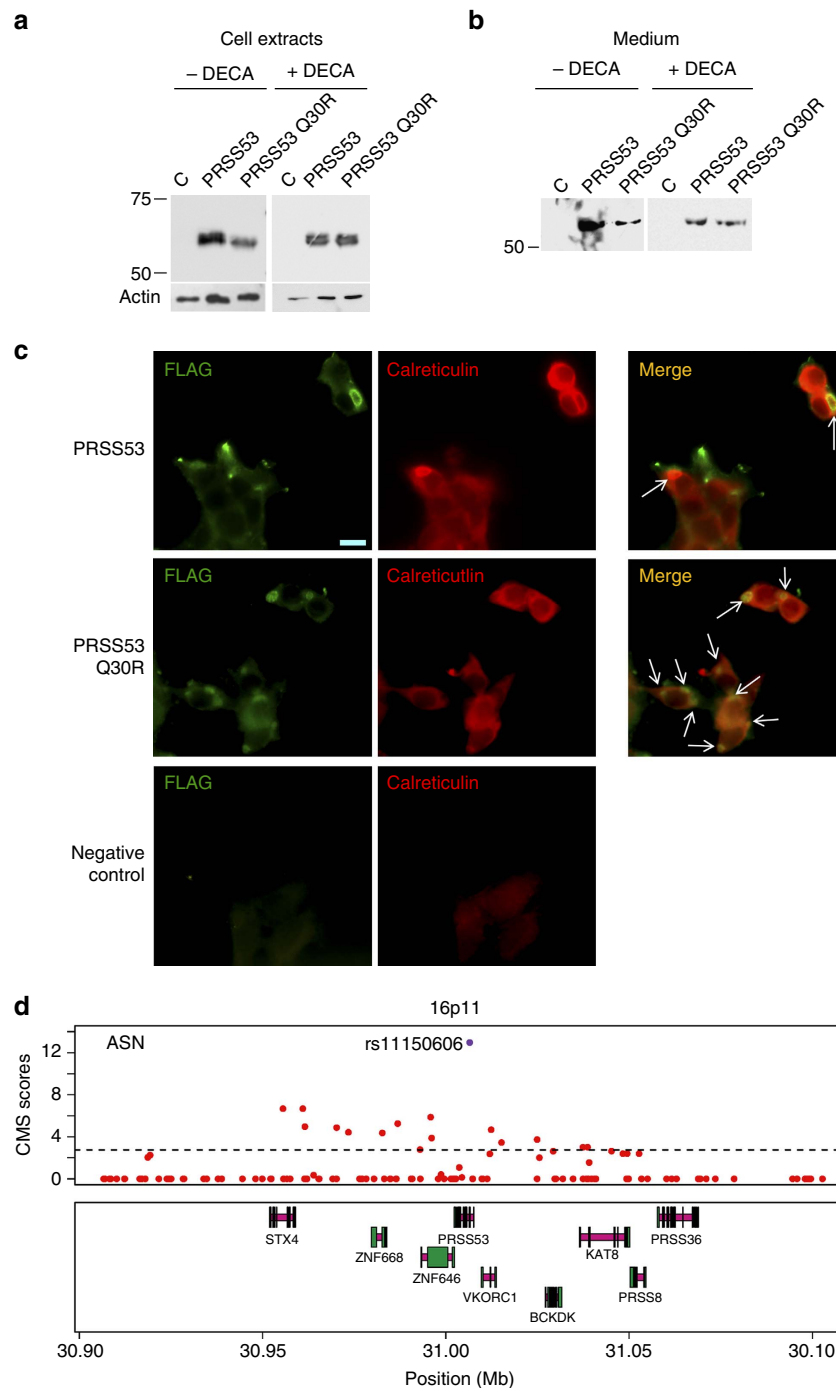 a
Cell extracts
– DECA
+ DECA
C
PRSS53
PRSS53 Q30R
C
PRSS53
PRSS53 Q30R
75
50
Actin
b
Medium
– DECA
+ DECA
C
PRSS53
PRSS53 Q30R
C
PRSS53
PRSS53 Q30R
50
c
FLAG
Calreticulin
Merge
PRSS53
FLAG
Calreticutlin
Merge
PRSS53
Q30R
FLAG
Calreticulin
Negative
control
d
16p11
ASN
rs11150606
CMS scores
12
8
4
0
STX4
PRSS53
PRSS36
ZNF668
KAT8
ZNF646
VKORC1
PRSS8
BCKDK
30.90
30.95
31.00
31.05
30.10
Position (Mb)